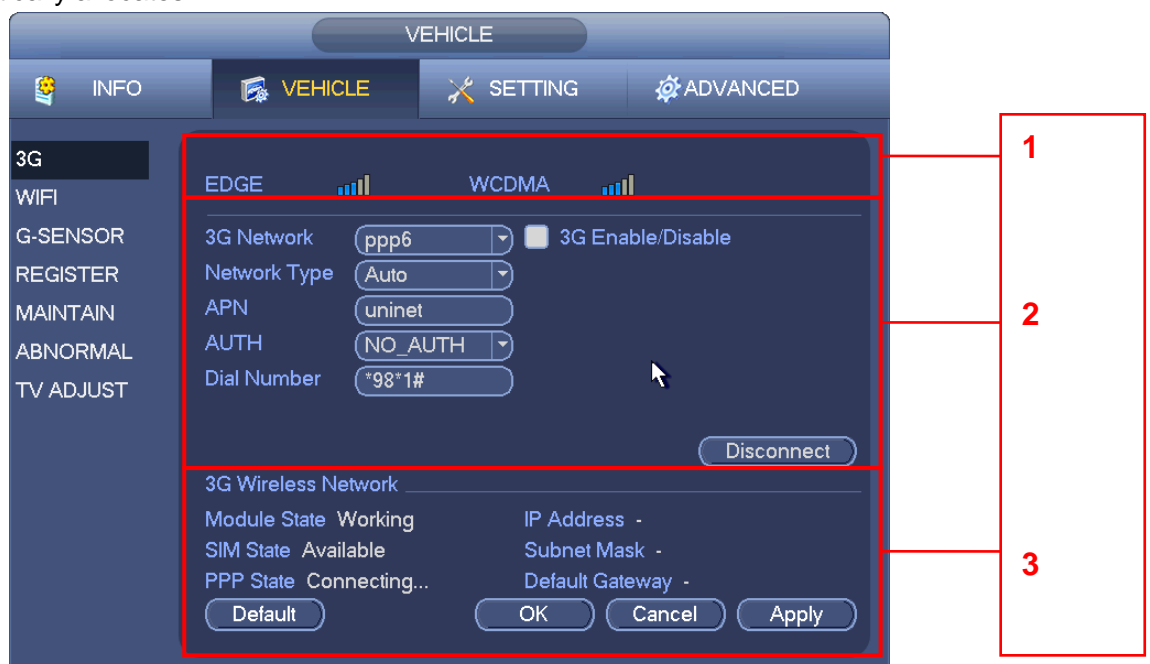 VEHICLE
INFO VEHICLE SETTING ADVANCED
3G
WIFI
G-SENSOR
REGISTER
MAINTAIN
ABNORMAL
TV ADJUST
EDGE WCDMA
3G Network ppp6 3G Enable/Disable
Network Type Auto
APN uninet
AUTH NO_AUTH
Dial Number *98*1#
Disconnect
3G Wireless Network
Module State Working IP Address -
SIM State Available Subnet Mask -
PPP State Connecting... Default Gateway -
Default OK Cancel Apply
1
2
3